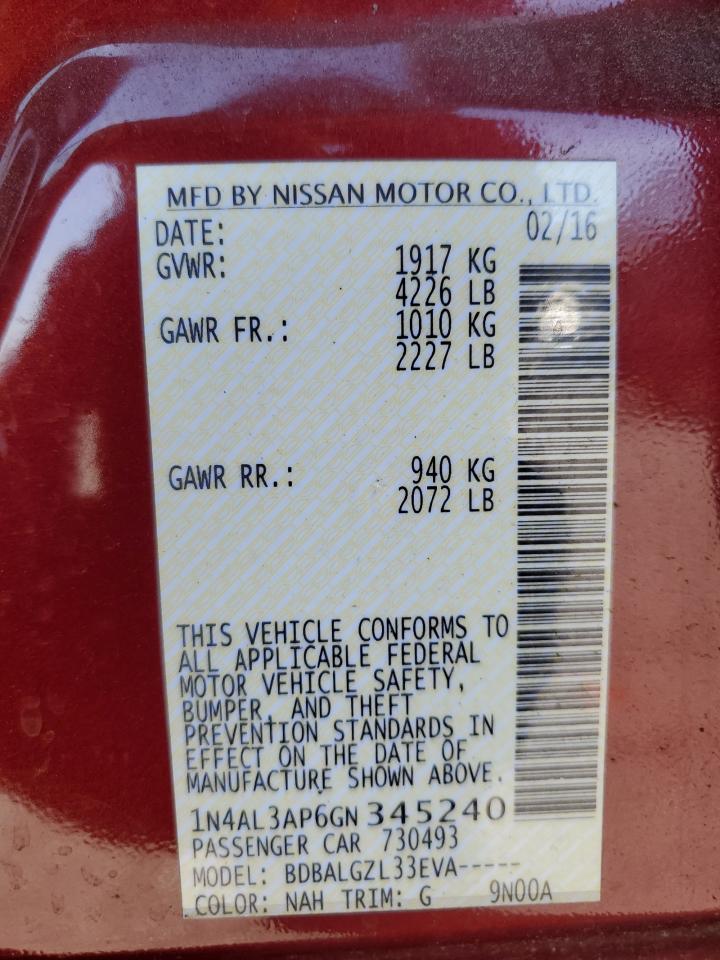 MFD BY NISSAN MOTOR CO., LTD.
DATE: 02/16
GVWR: 1917 KG
4226 LB
GAWR FR.: 1010 KG
2227 LB
GAWR RR.: 940 KG
2072 LB
THIS VEHICLE CONFORMS TO
ALL APPLICABLE FEDERAL
MOTOR VEHICLE SAFETY,
BUMPER, AND THEFT
PREVENTION STANDARDS IN
EFFECT ON THE DATE OF
MANUFACTURE SHOWN ABOVE.
1N4AL3AP6GN 345240
PASSENGER CAR 730493
MODEL: BDBALGZL33EVA-----
COLOR: NAH TRIM: G 9N00A